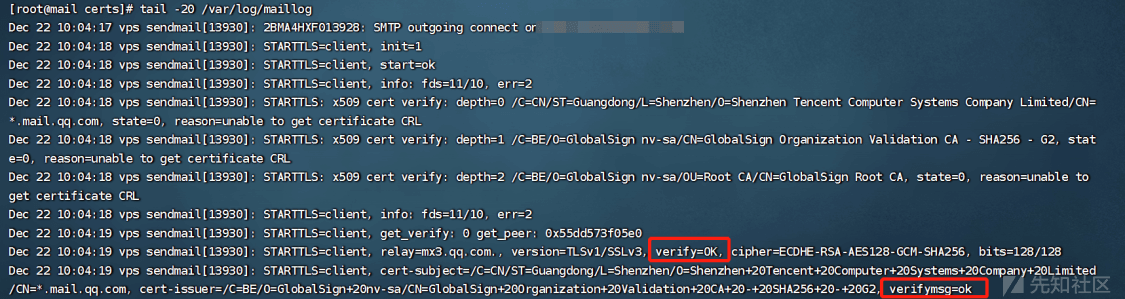 [root@mail certs]# tail -20 /var/log/maillog
Dec 22 10:04:17 vps sendmail[13930]: 2BMA4HXF013928: SMTP outgoing connect on
Dec 22 10:04:18 vps sendmail[13930]: STARTTLS=client, init=1
Dec 22 10:04:18 vps sendmail[13930]: STARTTLS=client, start=ok
Dec 22 10:04:18 vps sendmail[13930]: STARTTLS=client, info: fds=11/10, err=2
Dec 22 10:04:18 vps sendmail[13930]: STARTTLS: x509 cert verify: depth=0 /C=CN/ST=Guangdong/L=Shenzhen/O=Shenzhen Tencent Computer Systems Company Limited/CN=
*.mail.qq.com, state=0, reason=unable to get certificate CRL
Dec 22 10:04:18 vps sendmail[13930]: STARTTLS: x509 cert verify: depth=1 /C=BE/O=GlobalSign nv-sa/CN=GlobalSign Organization Validation CA - SHA256 - G2, stat
e=0, reason=unable to get certificate CRL
Dec 22 10:04:18 vps sendmail[13930]: STARTTLS: x509 cert verify: depth=2 /C=BE/O=GlobalSign nv-sa/OU=Root CA/CN=GlobalSign Root CA, state=0, reason=unable to
get certificate CRL
Dec 22 10:04:18 vps sendmail[13930]: STARTTLS=client, info: fds=11/10, err=2
Dec 22 10:04:19 vps sendmail[13930]: STARTTLS=client, get_verify: 0 get_peer: 0x55dd573f05e0
Dec 22 10:04:19 vps sendmail[13930]: STARTTLS=client, relay=mx3.qq.com., version=TLSv1/SSLv3, verify=OK, cipher=ECDHE-RSA-AES128-GCM-SHA256, bits=128/128
Dec 22 10:04:19 vps sendmail[13930]: STARTTLS=client, cert-subject=/C=CN/ST=Guangdong/L=Shenzhen/O=Shenzhen+20Tencent+20Computer+20Systems+20Company+20Limited
/CN=*.mail.qq.com, cert-issuer=/C=BE/O=GlobalSign+20nv-sa/CN=GlobalSign+20Organization+20Validation+20CA+20-+20SHA256+20-+20G2, verifymsg=ok
先知社区